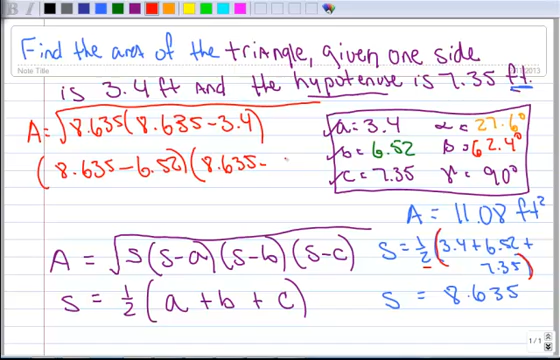 Find the area of the triangle, given one side
is 3.4 ft and the hypotenuse is 7.35 ft.
Note Title
A = √8.635(8.635-3.4)
(8.635-6.52)(8.635-
a = 3.4 α = 27.6°
b = 6.52 β = 62.4°
c = 7.35 γ = 90°
A = 11.08 ft²
A = √S(S-a)(S-b)(S-c)
S = ½(a + b + c)
S = ½(3.4+6.52+
7.35)
S = 8.635
1/1